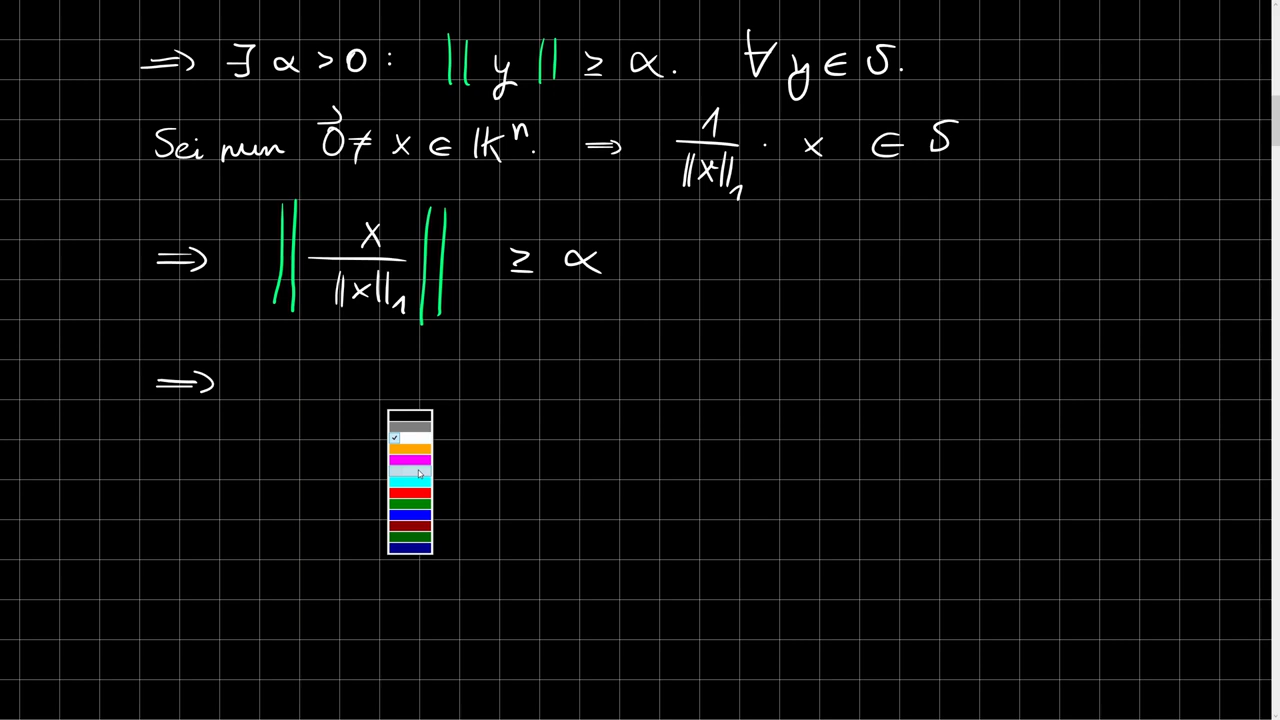 ⇒ ∃ α > 0 : || y || ≥ α. ∀ y ∈ S.
Sei nun 0⃗ ≠ x ∈ 𝕂ⁿ. ⇒ 1/||x||₁ · x ∈ S
⇒ || x/||x||₁ || ≥ α
⇒